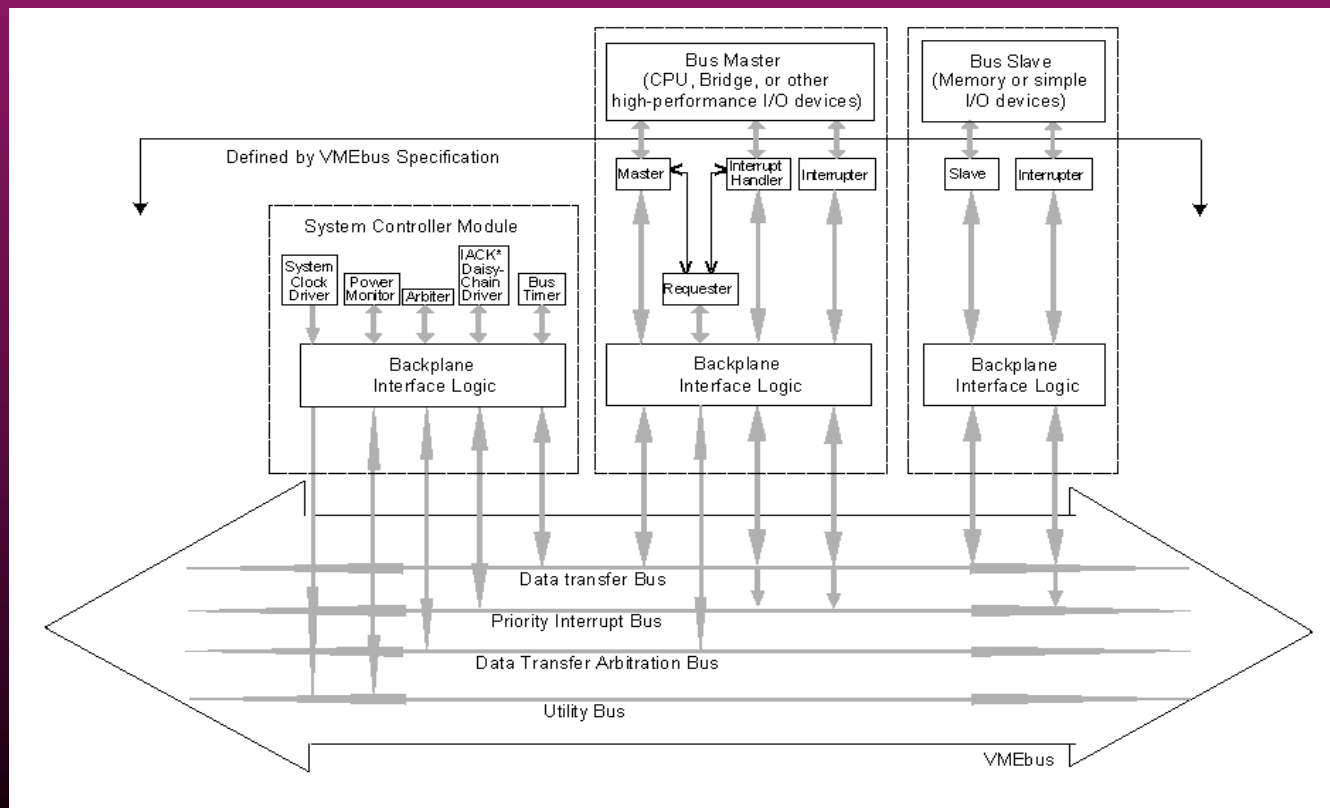 Bus Master
(CPU, Bridge, or other
high-performance I/O devices)
Bus Slave
(Memory or simple
I/O devices)
Defined by VMEbus Specification
Master
Interrupt
Handler
Interrupter
Slave
Interrupter
System Controller Module
System
Clock
Driver
Power
Monitor
Arbiter
IACK*
Daisy-
Chain
Driver
Bus
Timer
Requester
Backplane
Interface Logic
Backplane
Interface Logic
Backplane
Interface Logic
Data transfer Bus
Priority Interrupt Bus
Data Transfer Arbitration Bus
Utility Bus
VMEbus